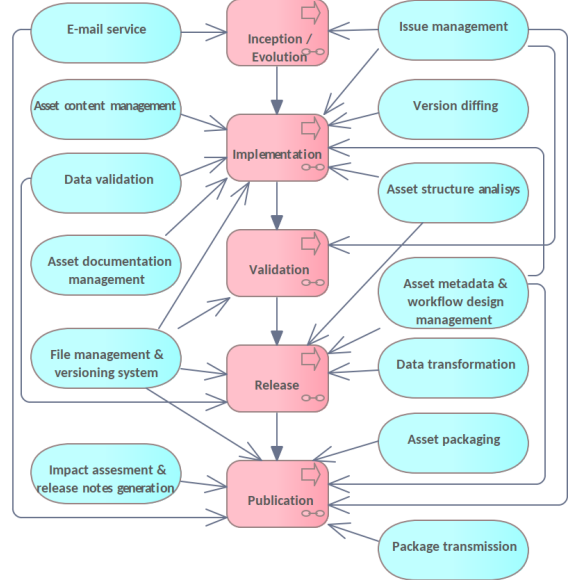 E-mail service
Inception /
Evolution
Issue management
Asset content management
Version diffing
Implementation
Data validation
Asset structure analisys
Asset documentation
management
Validation
Asset metadata &
workflow design
management
File management &
versioning system
Release
Data transformation
Asset packaging
Impact assesment &
release notes generation
Publication
Package transmission